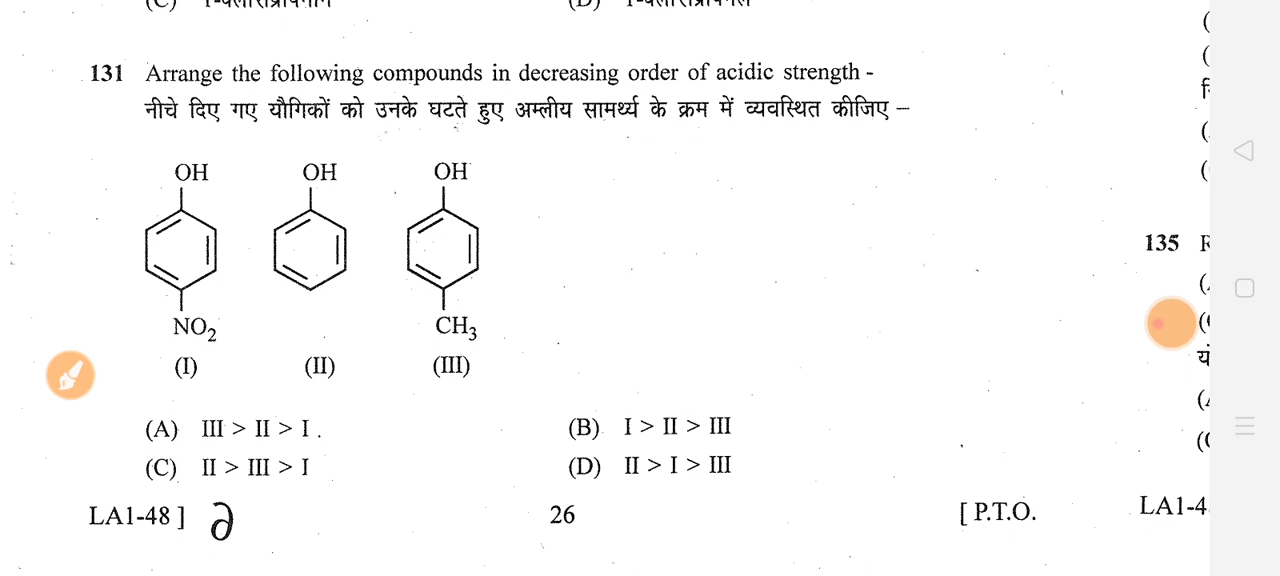 131 Arrange the following compounds in decreasing order of acidic strength -
नीचे दिए गए यौगिकों को उनके घटते हुए अम्लीय सामर्थ्य के क्रम में व्यवस्थित कीजिए –
OH OH OH
NO2 CH3
(I) (II) (III)
(A) III > II > I . (B) I > II > III
(C) II > III > I (D) II > I > III
LA1-48 ] 26 [ P.T.O.
135
LA1-4